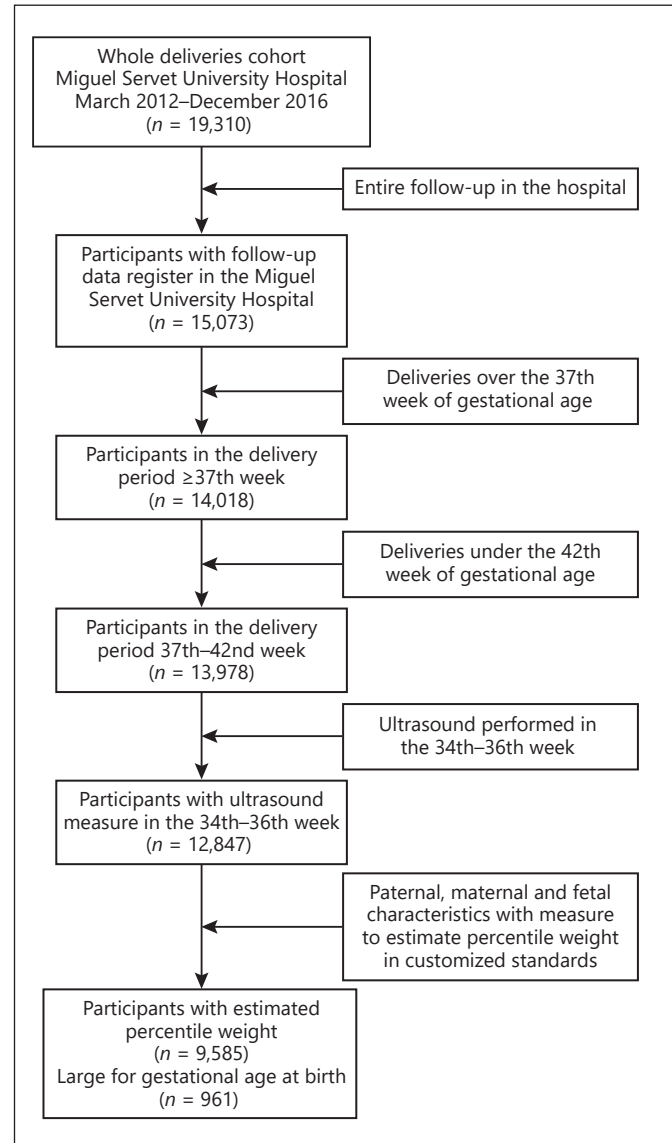 Whole deliveries cohort
Miguel Servet University Hospital
March 2012–December 2016
(n = 19,310)
Entire follow-up in the hospital
Participants with follow-up
data register in the Miguel
Servet University Hospital
(n = 15,073)
Deliveries over the 37th
week of gestational age
Participants in the delivery
period ≥37th week
(n = 14,018)
Deliveries under the 42th
week of gestational age
Participants in the delivery
period 37th–42nd week
(n = 13,978)
Ultrasound performed in
the 34th–36th week
Participants with ultrasound
measure in the 34th–36th week
(n = 12,847)
Paternal, maternal and fetal
characteristics with measure
to estimate percentile weight
in customized standards
Participants with estimated
percentile weight
(n = 9,585)
Large for gestational age at birth
(n = 961)